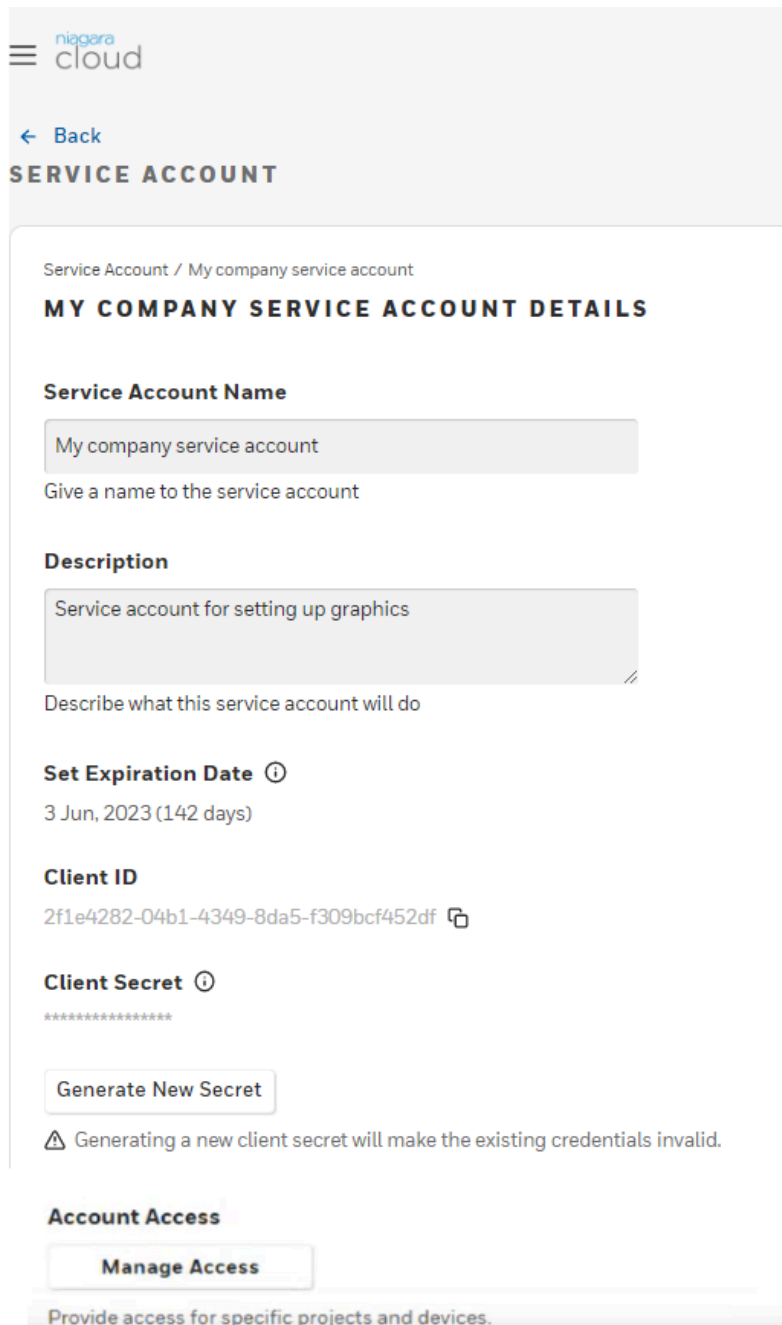 niagara
cloud
← Back
SERVICE ACCOUNT
Service Account / My company service account
MY COMPANY SERVICE ACCOUNT DETAILS
Service Account Name
My company service account
Give a name to the service account
Description
Service account for setting up graphics
Describe what this service account will do
Set Expiration Date
3 Jun, 2023 (142 days)
Client ID
2f1e4282-04b1-4349-8da5-f309bcf452df
Client Secret
****************
Generate New Secret
Generating a new client secret will make the existing credentials invalid.
Account Access
Manage Access
Provide access for specific projects and devices.